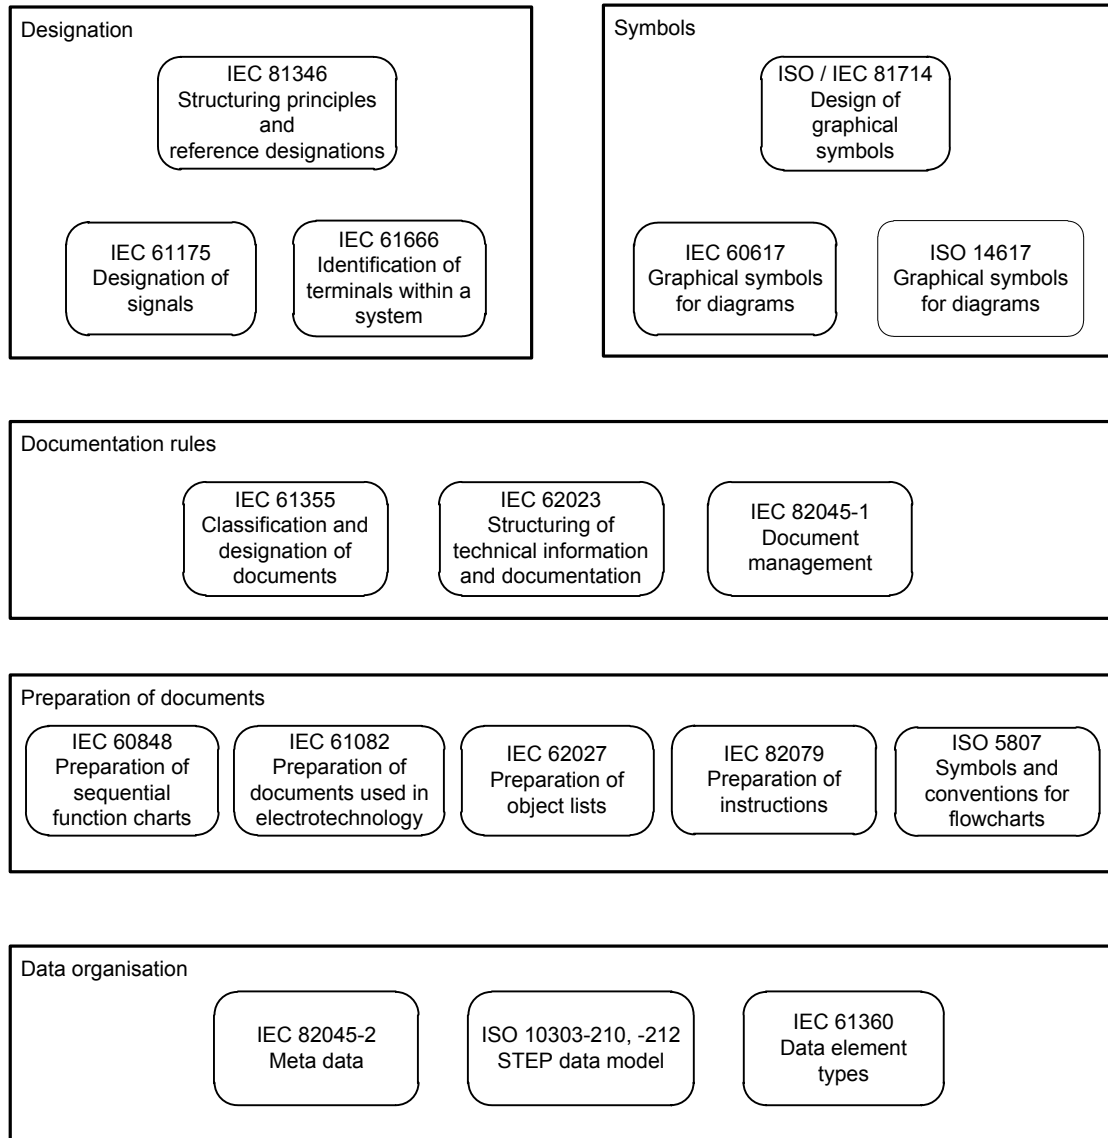 Designation
IEC 81346
Structuring principles
and
reference designations
IEC 61175
Designation of
signals
IEC 61666
Identification of
terminals within a
system
Symbols
ISO / IEC 81714
Design of
graphical
symbols
IEC 60617
Graphical symbols
for diagrams
ISO 14617
Graphical symbols
for diagrams
Documentation rules
IEC 61355
Classification and
designation of
documents
IEC 62023
Structuring of
technical information
and documentation
IEC 82045-1
Document
management
Preparation of documents
IEC 60848
Preparation of
sequential
function charts
IEC 61082
Preparation of
documents used in
electrotechnology
IEC 62027
Preparation of
object lists
IEC 82079
Preparation of
instructions
ISO 5807
Symbols and
conventions for
flowcharts
Data organisation
IEC 82045-2
Meta data
ISO 10303-210, -212
STEP data model
IEC 61360
Data element
types